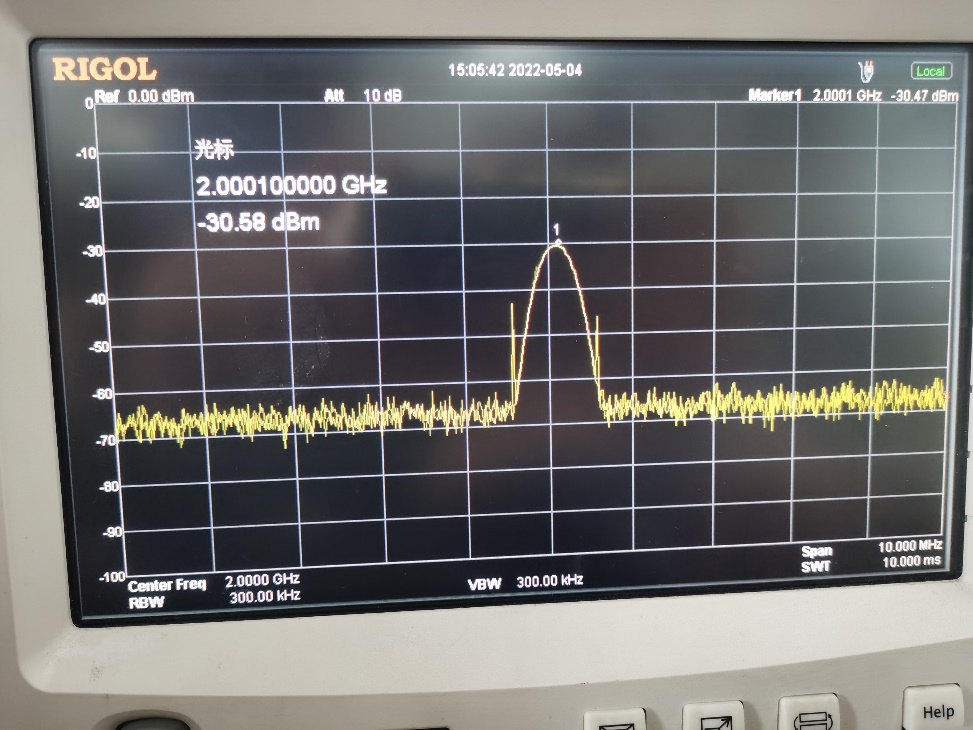 RIGOL 15:05:42 2022-05-04 Local
Ref 0.00 dBm Att 10 dB Marker1 2.0001 GHz -30.47 dBm
0
-10
光标
2.000100000 GHz
-20
-30.58 dBm
1
-30
-40
-50
-60
-70
-80
-90
-100
Center Freq 2.0000 GHz VBW 300.00 kHz Span 10.000 MHz
RBW 300.00 kHz SWT 10.000 ms
Help